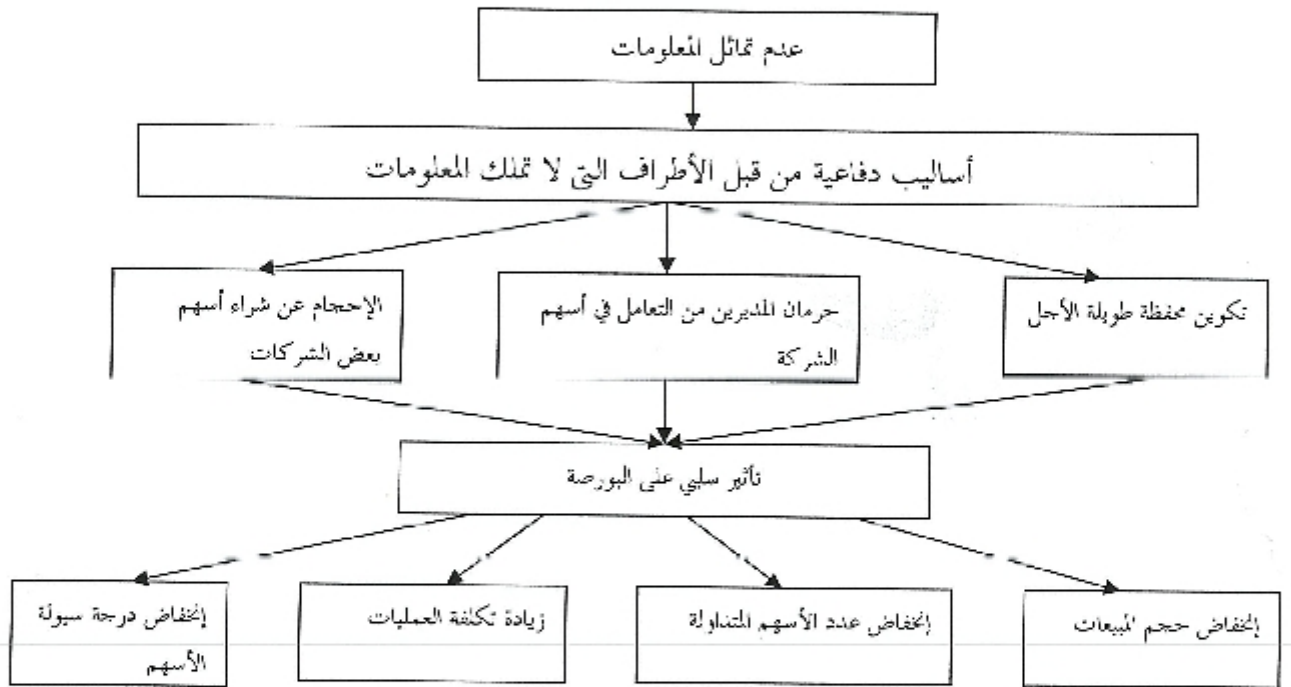 عدم تماثل المعلومات
أساليب دفاعية من قبل الأطراف التي لا تملك المعلومات
تكوين محفظة طويلة الأجل
حرمان المديرين من التعامل في أسهم
الشركة
الإحجام عن شراء أسهم
بعض الشركات
تأثير سلبي على البورصة
إنخفاض حجم المبيعات
إنخفاض عدد الأسهم المتداولة
زيادة تكلفة العمليات
إنخفاض درجة سيولة
الأسهم